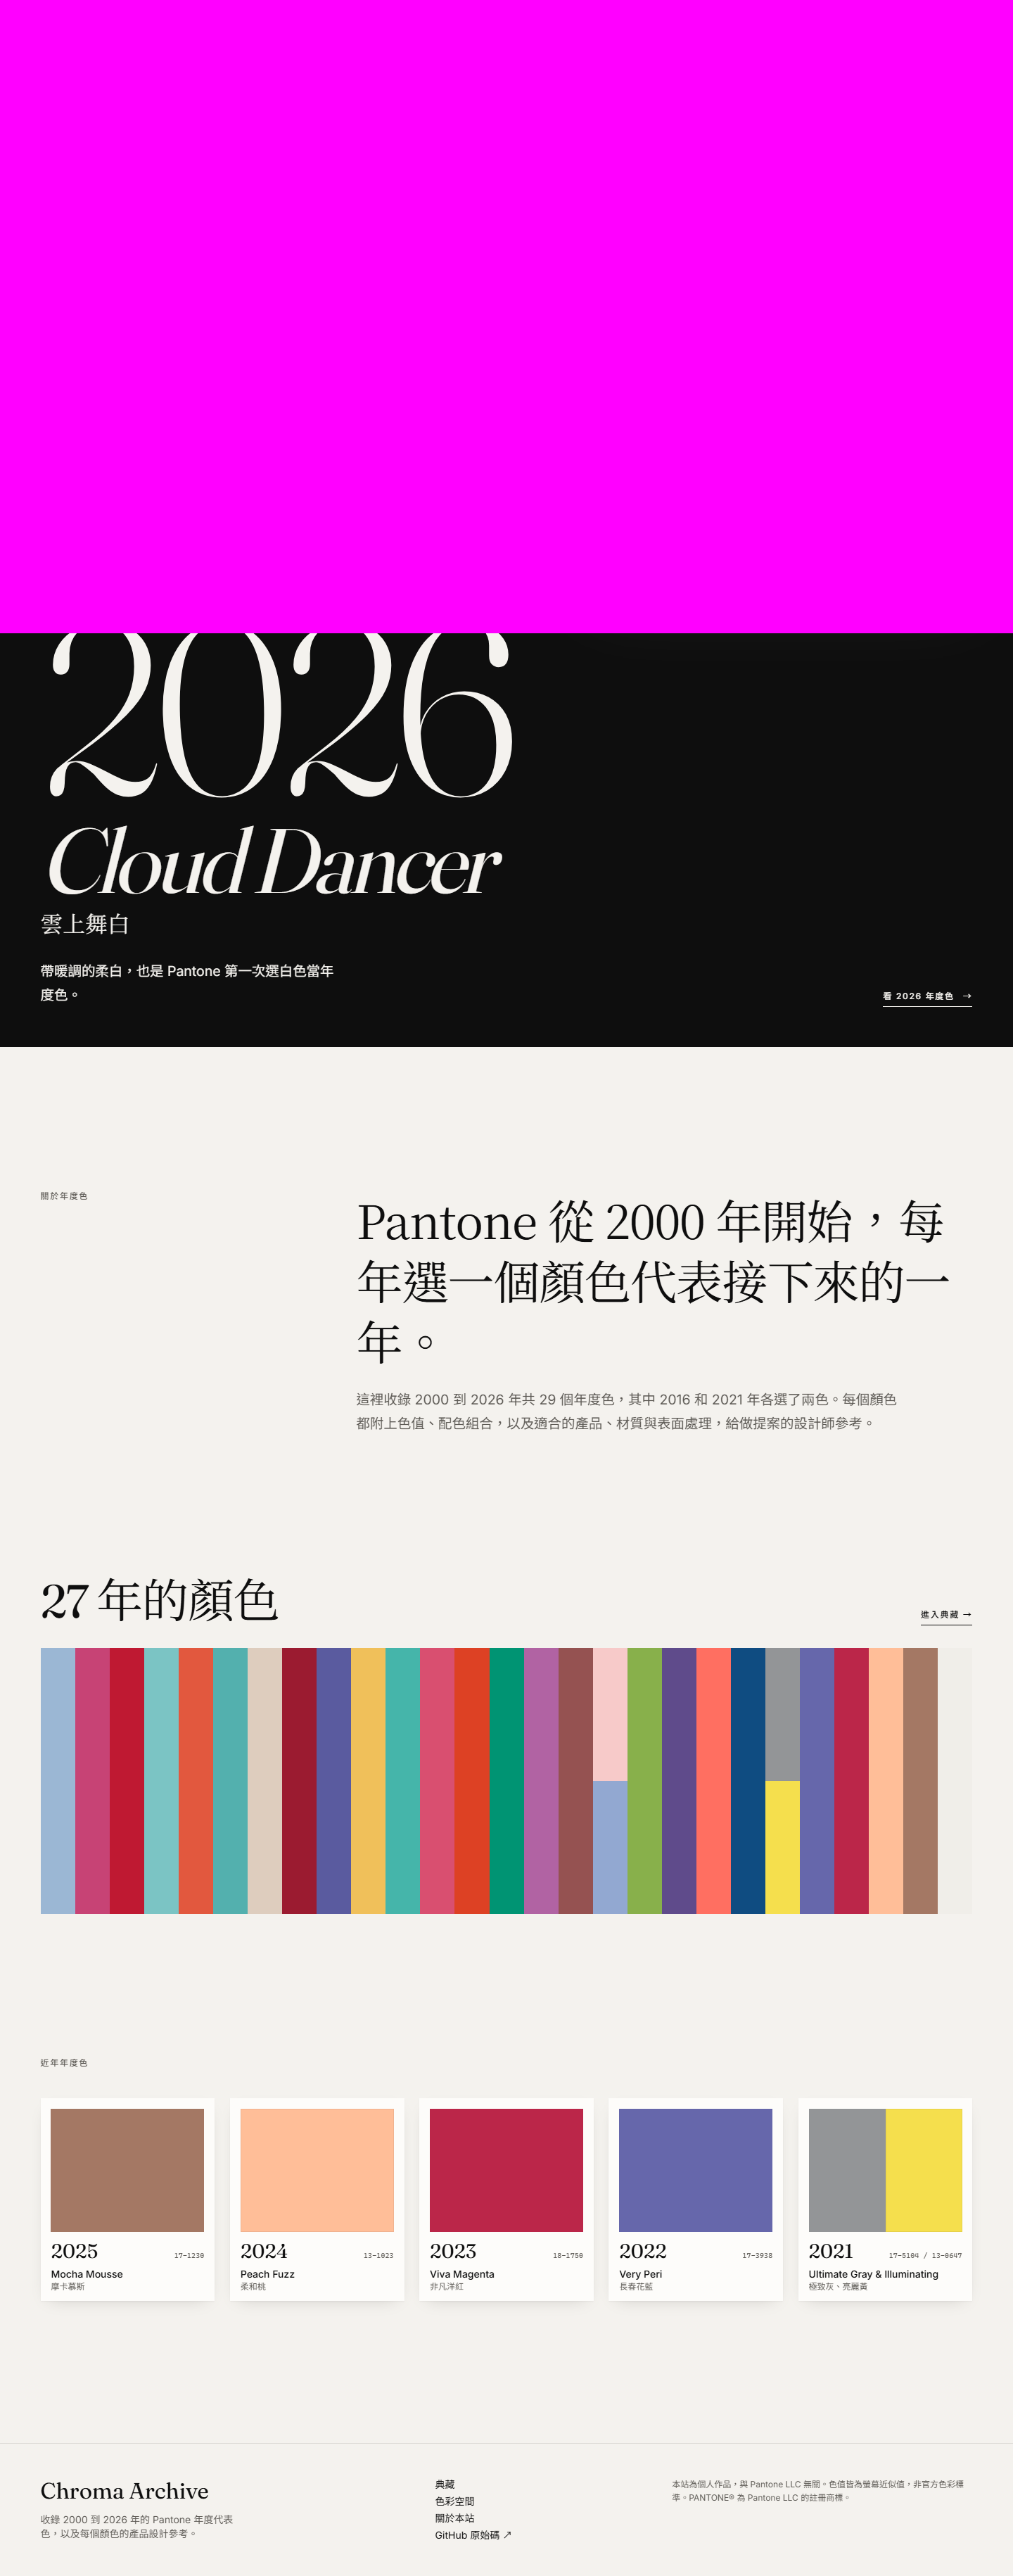 2026
Cloud Dancer
雲上舞白
帶暖調的柔白，也是 Pantone 第一次選白色當年
度色。
看 2026 年度色 →
關於年度色
Pantone 從 2000 年開始，每
年選一個顏色代表接下來的一
年。
這裡收錄 2000 到 2026 年共 29 個年度色，其中 2016 和 2021 年各選了兩色。每個顏色
都附上色值、配色組合，以及適合的產品、材質與表面處理，給做提案的設計師參考。
27 年的顏色
進入典藏 →
近年年度色
2025 17-1230
Mocha Mousse
摩卡慕斯
2024 13-1023
Peach Fuzz
柔和桃
2023 18-1750
Viva Magenta
非凡洋紅
2022 17-3938
Very Peri
長春花藍
2021 17-5104 / 13-0647
Ultimate Gray & Illuminating
極致灰、亮麗黃
Chroma Archive
收錄 2000 到 2026 年的 Pantone 年度代表
色，以及每個顏色的產品設計參考。
典藏
色彩空間
關於本站
GitHub 原始碼 ↗
本站為個人作品，與 Pantone LLC 無關。色值皆為螢幕近似值，非官方色彩標
準。PANTONE® 為 Pantone LLC 的註冊商標。